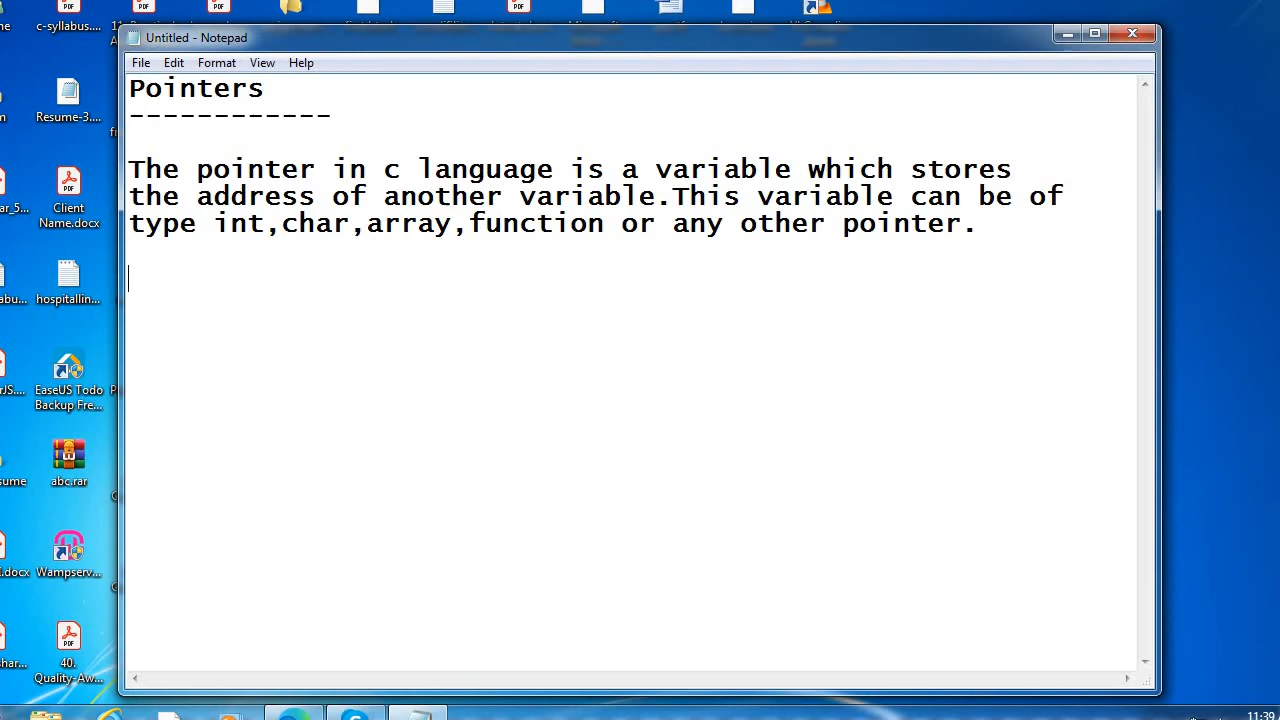 c-syllabus....
Untitled - Notepad
File Edit Format View Help
Pointers
------------
The pointer in c language is a variable which stores
the address of another variable.This variable can be of
type int,char,array,function or any other pointer.
Resume-3....
Client
Name.docx
hospitallin...
EaseUS Todo
Backup Fre...
abc.rar
Wampserv...
40.
Quality-Aw...
11:39